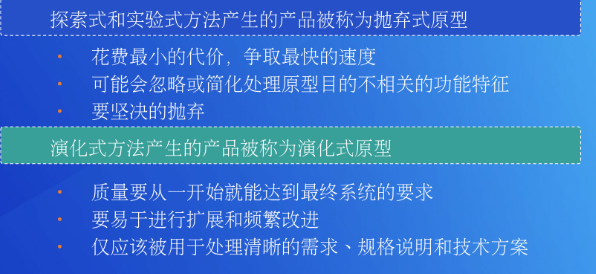 探索式和实验式方法产生的产品被称为抛弃式原型
• 花费最小的代价，争取最快的速度
• 可能会忽略或简化处理原型目的不相关的功能特征
• 要坚决的抛弃
演化式方法产生的产品被称为演化式原型
• 质量要从一开始就能达到最终系统的要求
• 要易于进行扩展和频繁改进
• 仅应该被用于处理清晰的需求、规格说明和技术方案